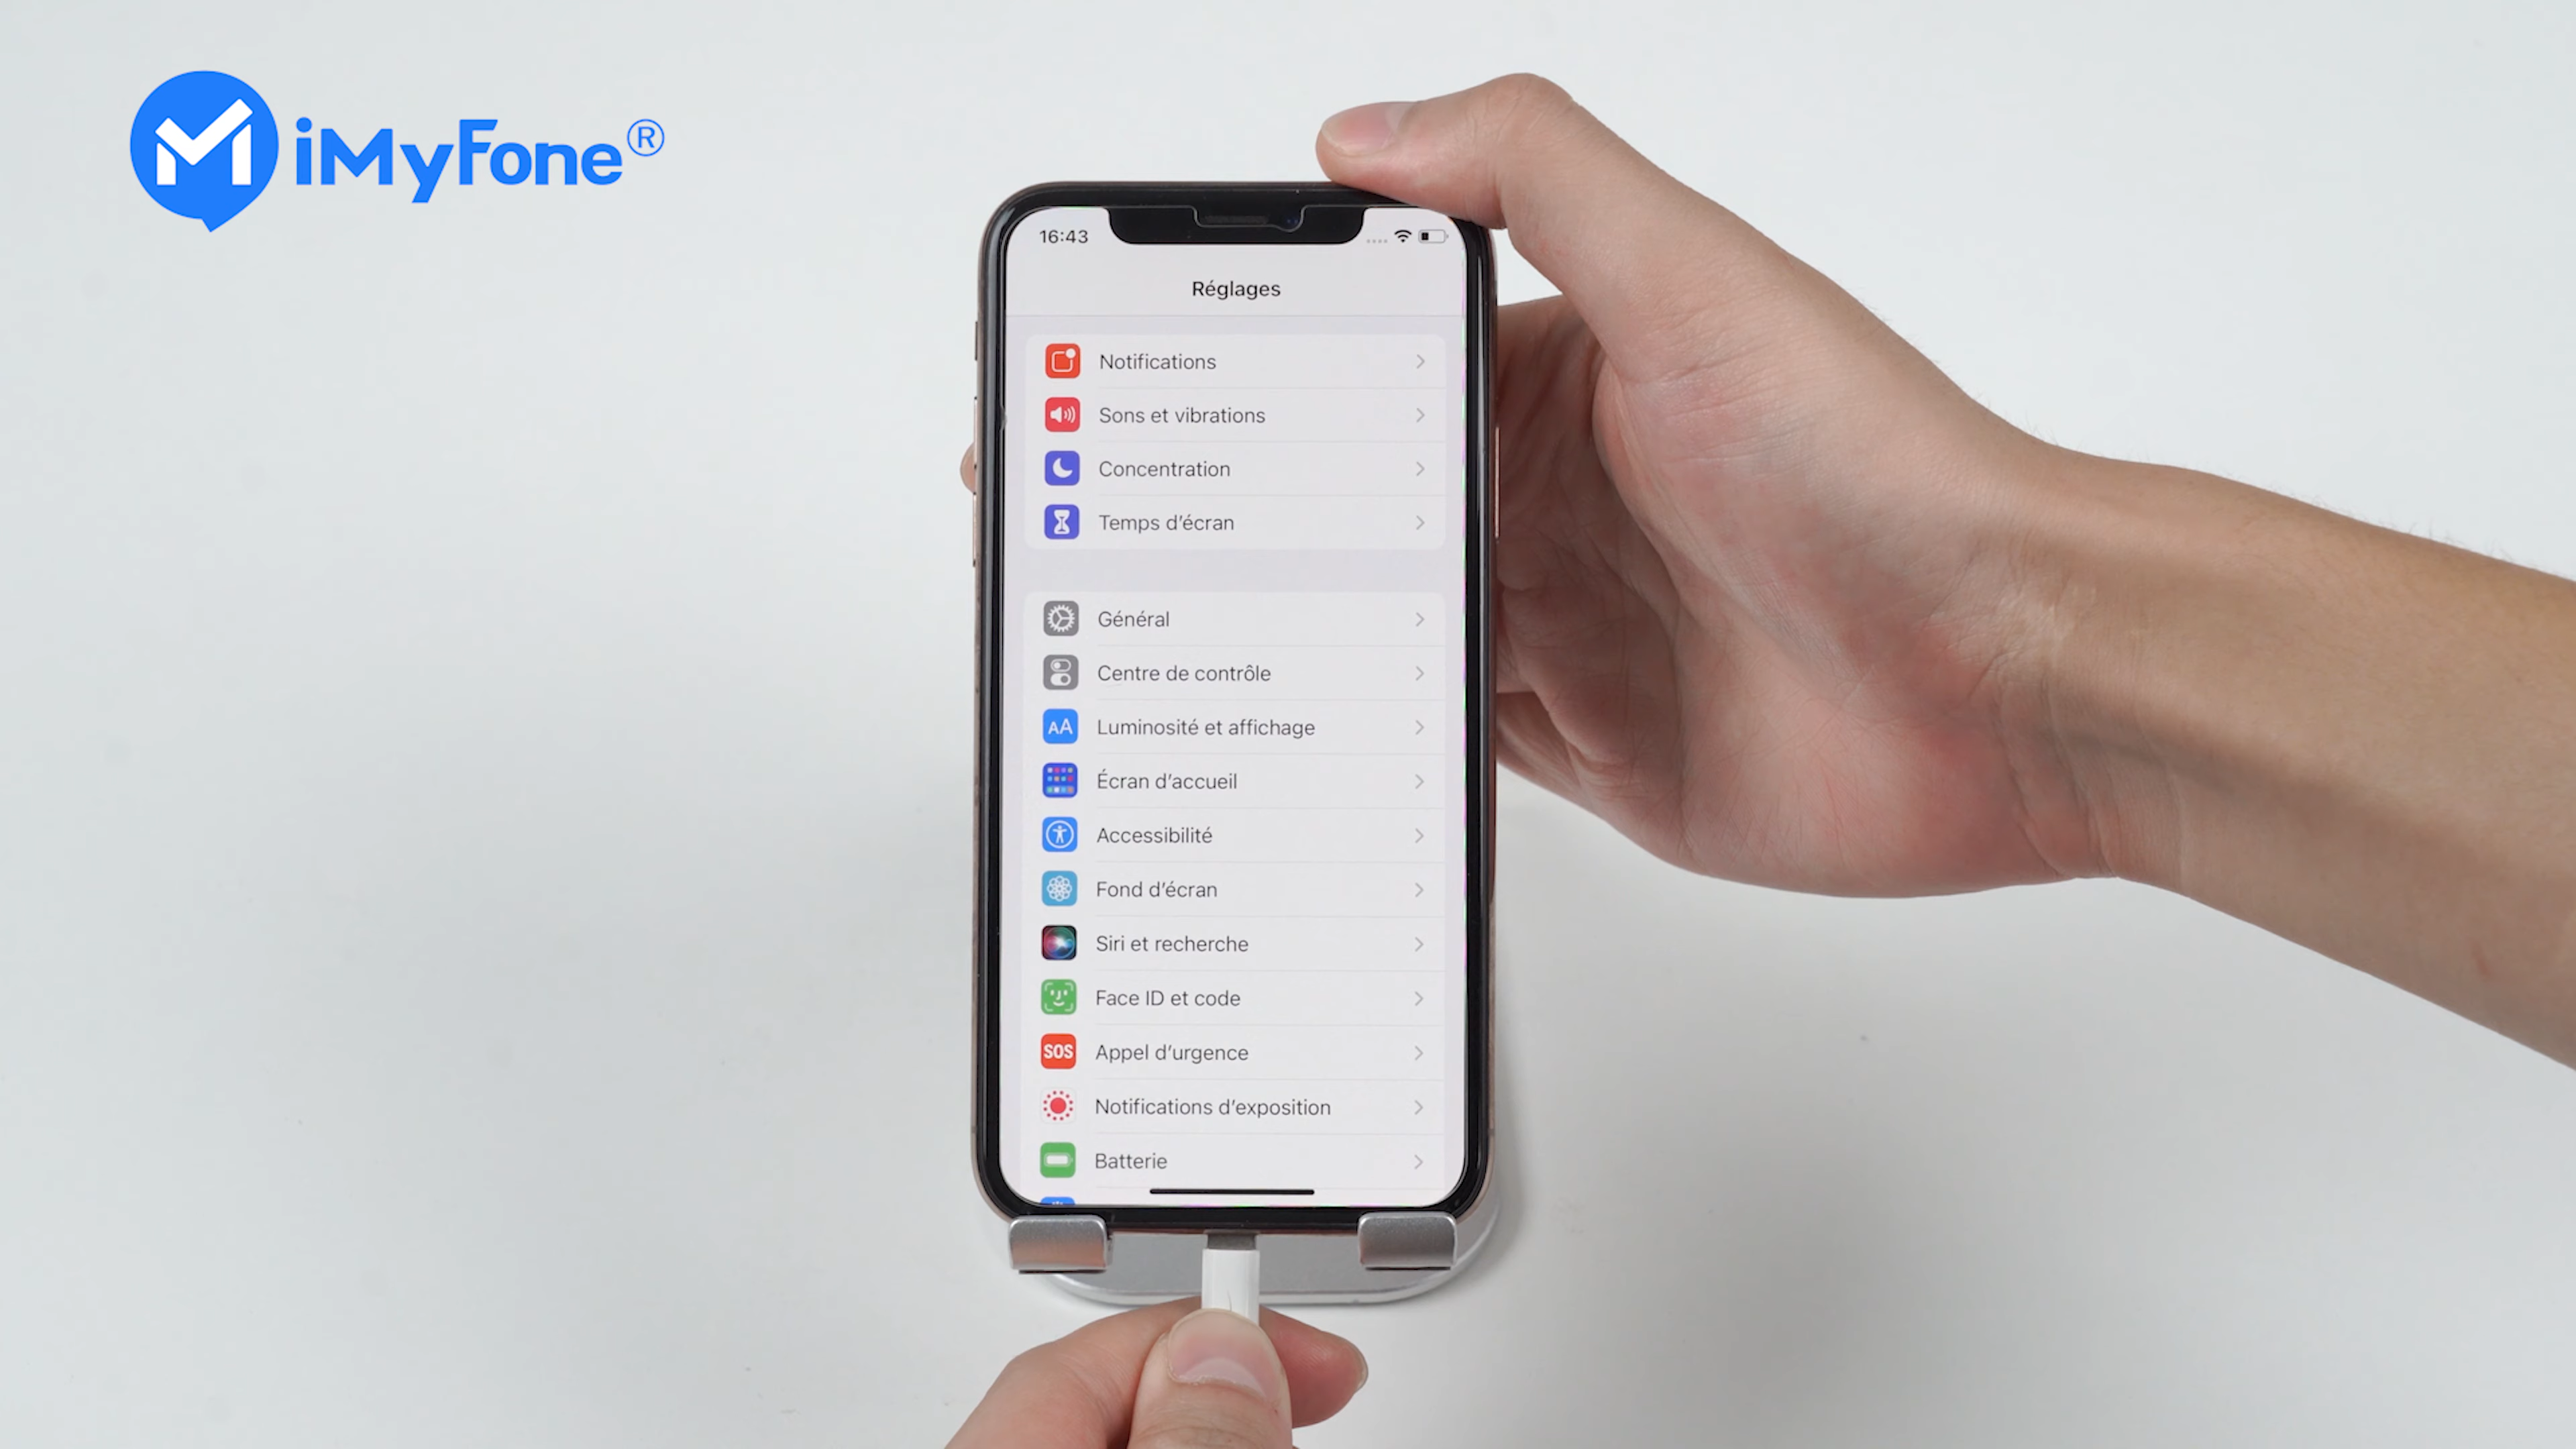 iMyFone®
16:43
Réglages
Notifications
Sons et vibrations
Concentration
Temps d’écran
Général
Centre de contrôle
AA Luminosité et affichage
Écran d’accueil
Accessibilité
Fond d’écran
Siri et recherche
Face ID et code
SOS Appel d’urgence
Notifications d’exposition
Batterie